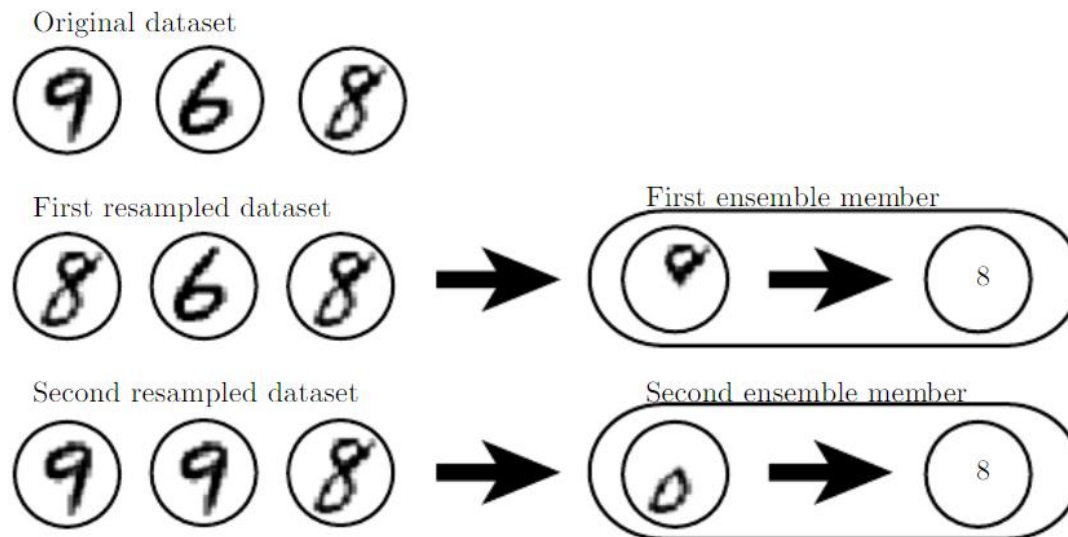 Original dataset
9 6 8
First resampled dataset
First ensemble member
8 6 8
8
Second resampled dataset
Second ensemble member
9 9 8
8